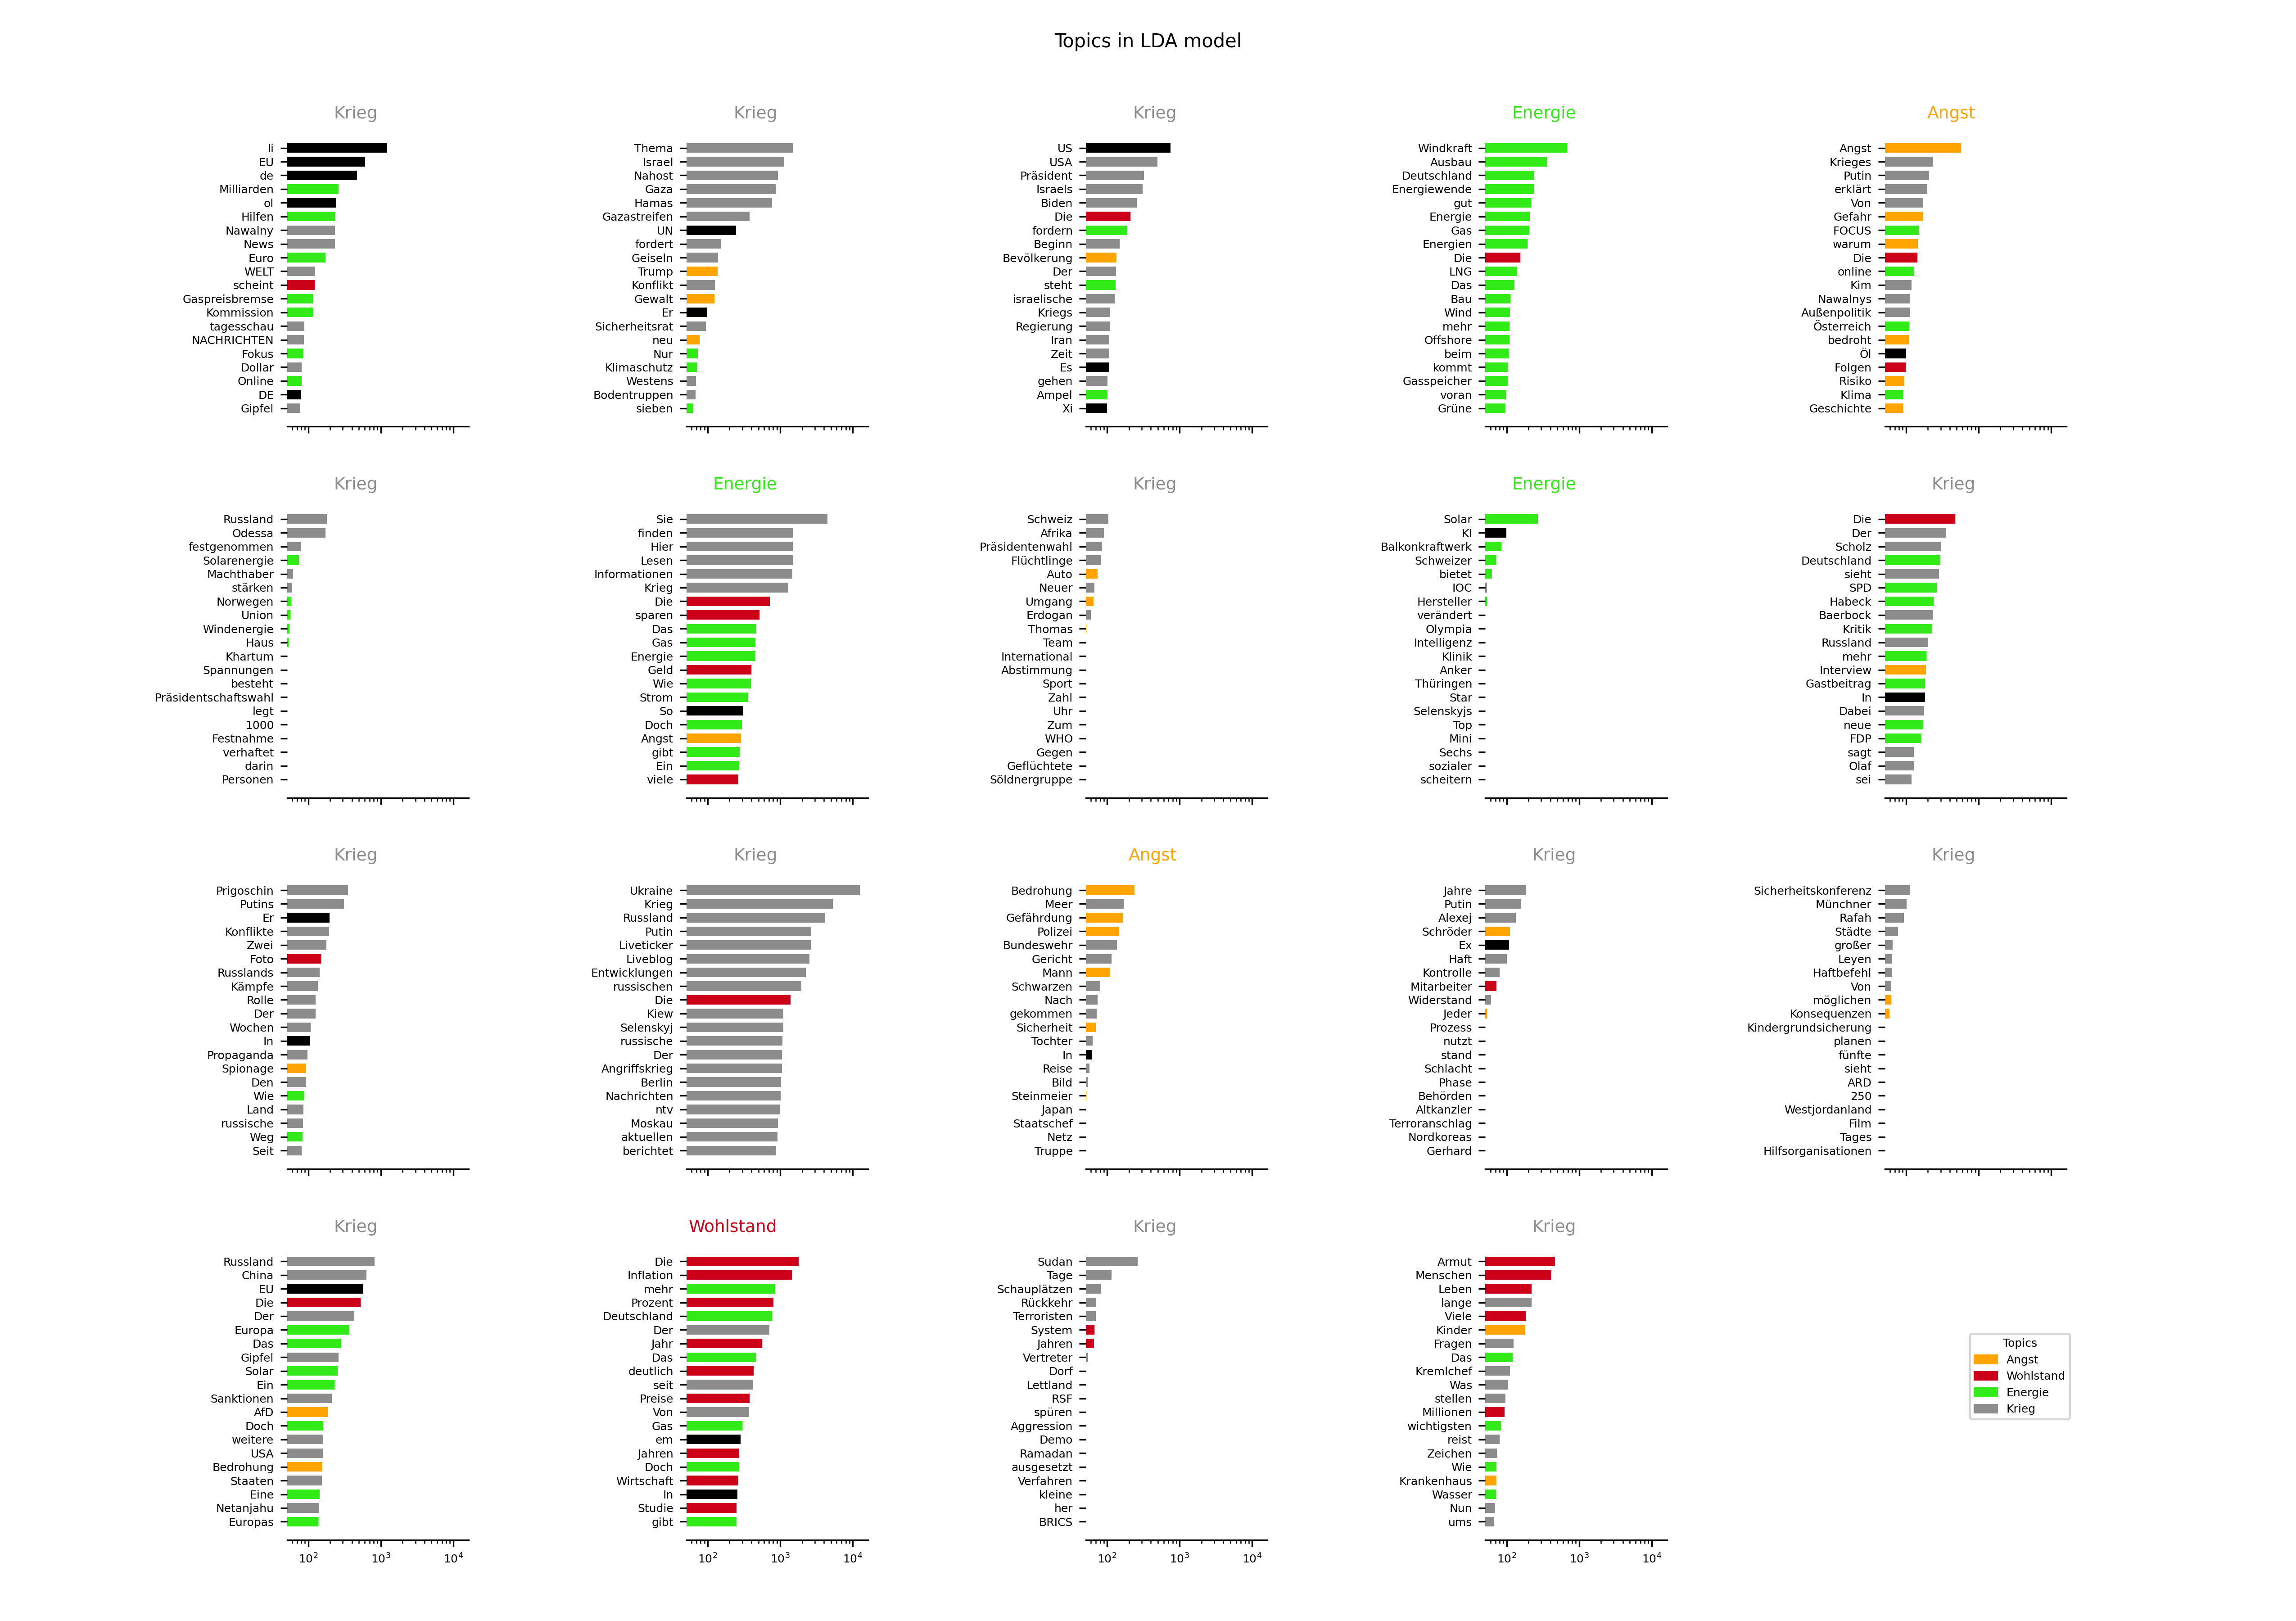 Topics in LDA model
Krieg
li
EU
de
Milliarden
ol
Hilfen
Nawalny
News
Euro
WELT
scheint
Gaspreisbremse
Kommission
tagesschau
NACHRICHTEN
Fokus
Dollar
Online
DE
Gipfel
Krieg
Thema
Israel
Nahost
Gaza
Hamas
Gazastreifen
UN
fordert
Geiseln
Trump
Konflikt
Gewalt
Er
Sicherheitsrat
neu
Nur
Klimaschutz
Westens
Bodentruppen
sieben
Krieg
US
USA
Präsident
Israels
Biden
Die
fordern
Beginn
Bevölkerung
Der
steht
israelische
Kriegs
Regierung
Iran
Zeit
Es
gehen
Ampel
Xi
Energie
Windkraft
Ausbau
Deutschland
Energiewende
gut
Energie
Gas
Energien
Die
LNG
Das
Bau
Wind
mehr
Offshore
beim
kommt
Gasspeicher
voran
Grüne
Angst
Angst
Krieges
Putin
erklärt
Von
Gefahr
FOCUS
warum
Die
online
Kim
Nawalnys
Außenpolitik
Österreich
bedroht
Öl
Folgen
Risiko
Klima
Geschichte
Krieg
Russland
Odessa
festgenommen
Solarenergie
Machthaber
stärken
Norwegen
Union
Windenergie
Haus
Khartum
Spannungen
besteht
Präsidentschaftswahl
legt
1000
Festnahme
verhaftet
darin
Personen
Energie
Sie
finden
Hier
Lesen
Informationen
Krieg
Die
sparen
Das
Gas
Energie
Geld
Wie
Strom
So
Doch
Angst
gibt
Ein
viele
Krieg
Schweiz
Afrika
Präsidentenwahl
Flüchtlinge
Auto
Neuer
Umgang
Erdogan
Thomas
Team
International
Abstimmung
Sport
Zahl
Uhr
Zum
WHO
Gegen
Geflüchtete
Söldnergruppe
Energie
Solar
KI
Balkonkraftwerk
Schweizer
bietet
IOC
Hersteller
verändert
Olympia
Intelligenz
Klinik
Anker
Thüringen
Star
Selenskyjs
Top
Mini
Sechs
sozialer
scheitern
Krieg
Die
Der
Scholz
Deutschland
sieht
SPD
Habeck
Baerbock
Kritik
Russland
mehr
Interview
Gastbeitrag
In
Dabei
neue
FDP
sagt
Olaf
sei
Krieg
Prigoschin
Putins
Er
Konflikte
Zwei
Foto
Russlands
Kämpfe
Rolle
Der
Wochen
In
Propaganda
Spionage
Den
Wie
Land
russische
Weg
Seit
Krieg
Ukraine
Krieg
Russland
Putin
Liveticker
Liveblog
Entwicklungen
russischen
Die
Kiew
Selenskyj
russische
Der
Angriffskrieg
Berlin
Nachrichten
ntv
Moskau
aktuellen
berichtet
Angst
Bedrohung
Meer
Gefährdung
Polizei
Bundeswehr
Gericht
Mann
Schwarzen
Nach
gekommen
Sicherheit
Tochter
In
Reise
Bild
Steinmeier
Japan
Staatschef
Netz
Truppe
Krieg
Jahre
Putin
Alexej
Schröder
Ex
Haft
Kontrolle
Mitarbeiter
Widerstand
Jeder
Prozess
nutzt
stand
Schlacht
Phase
Behörden
Altkanzler
Terroranschlag
Nordkoreas
Gerhard
Krieg
Sicherheitskonferenz
Münchner
Rafah
Städte
großer
Leyen
Haftbefehl
Von
möglichen
Konsequenzen
Kindergrundsicherung
planen
fünfte
sieht
ARD
250
Westjordanland
Film
Tages
Hilfsorganisationen
Krieg
Russland
China
EU
Die
Der
Europa
Das
Gipfel
Solar
Ein
Sanktionen
AfD
Doch
weitere
USA
Bedrohung
Staaten
Eine
Netanjahu
Europas
10² 10³ 10⁴
Wohlstand
Die
Inflation
mehr
Prozent
Deutschland
Der
Jahr
Das
deutlich
seit
Preise
Von
Gas
em
Jahren
Doch
Wirtschaft
In
Studie
gibt
10² 10³ 10⁴
Krieg
Sudan
Tage
Schauplätzen
Rückkehr
Terroristen
System
Jahren
Vertreter
Dorf
Lettland
RSF
spüren
Aggression
Demo
Ramadan
ausgesetzt
Verfahren
kleine
her
BRICS
10² 10³ 10⁴
Krieg
Armut
Menschen
Leben
lange
Viele
Kinder
Fragen
Das
Kremlchef
Was
stellen
Millionen
wichtigsten
reist
Zeichen
Wie
Krankenhaus
Wasser
Nun
ums
10² 10³ 10⁴
Topics
Angst
Wohlstand
Energie
Krieg